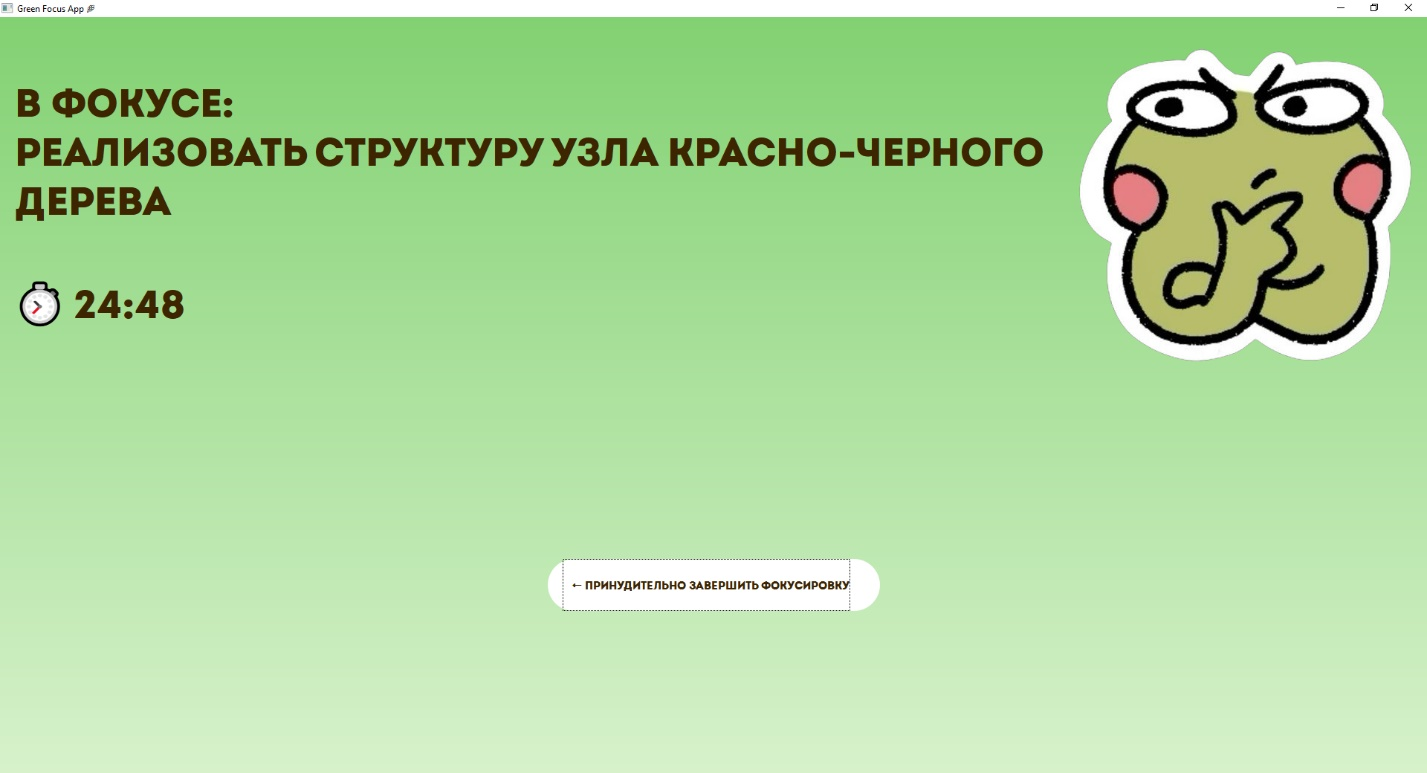 Green Focus App
В ФОКУСЕ:
РЕАЛИЗОВАТЬ СТРУКТУРУ УЗЛА КРАСНО-ЧЕРНОГО
ДЕРЕВА
24:48
← ПРИНУДИТЕЛЬНО ЗАВЕРШИТЬ ФОКУСИРОВКУ